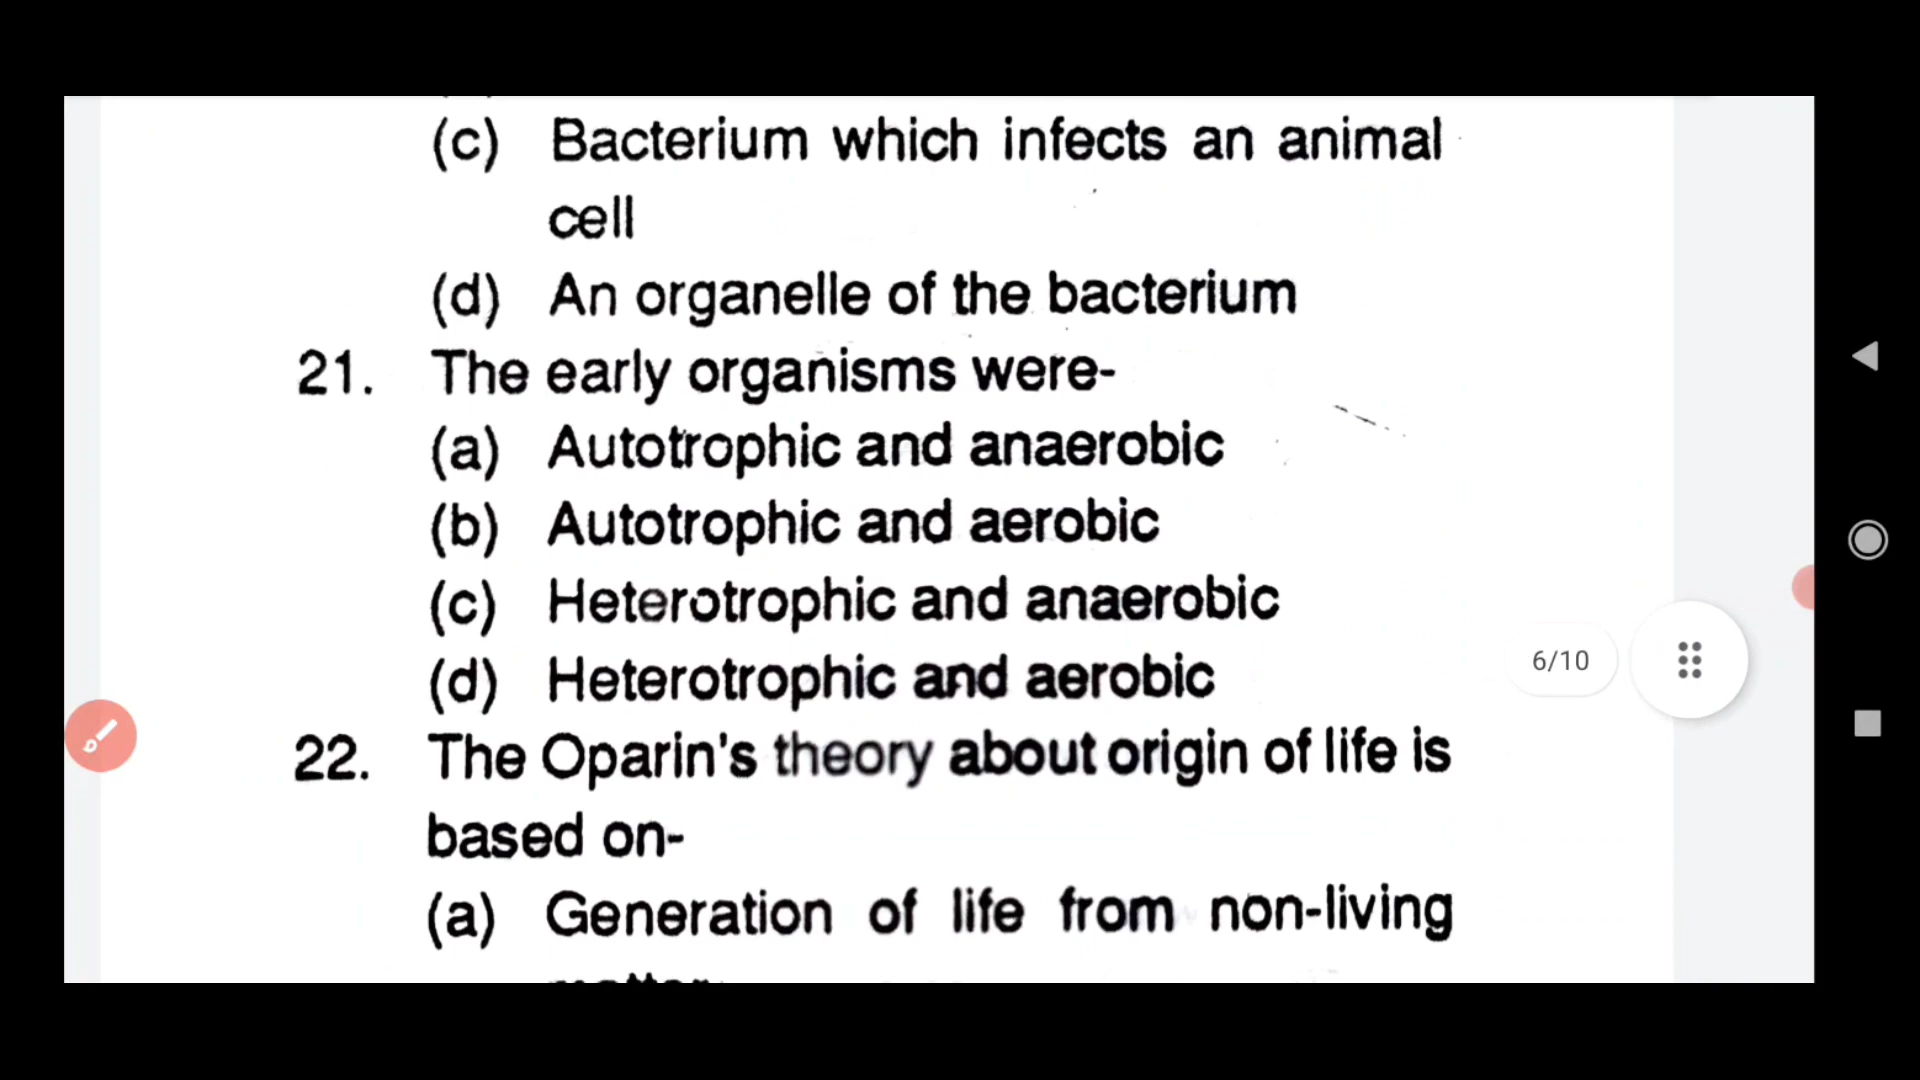 (c) Bacterium which infects an animal
cell
(d) An organelle of the bacterium
21. The early organisms were-
(a) Autotrophic and anaerobic
(b) Autotrophic and aerobic
(c) Heterotrophic and anaerobic
(d) Heterotrophic and aerobic
6/10
22. The Oparin's theory about origin of life is
based on-
(a) Generation of life from non-living